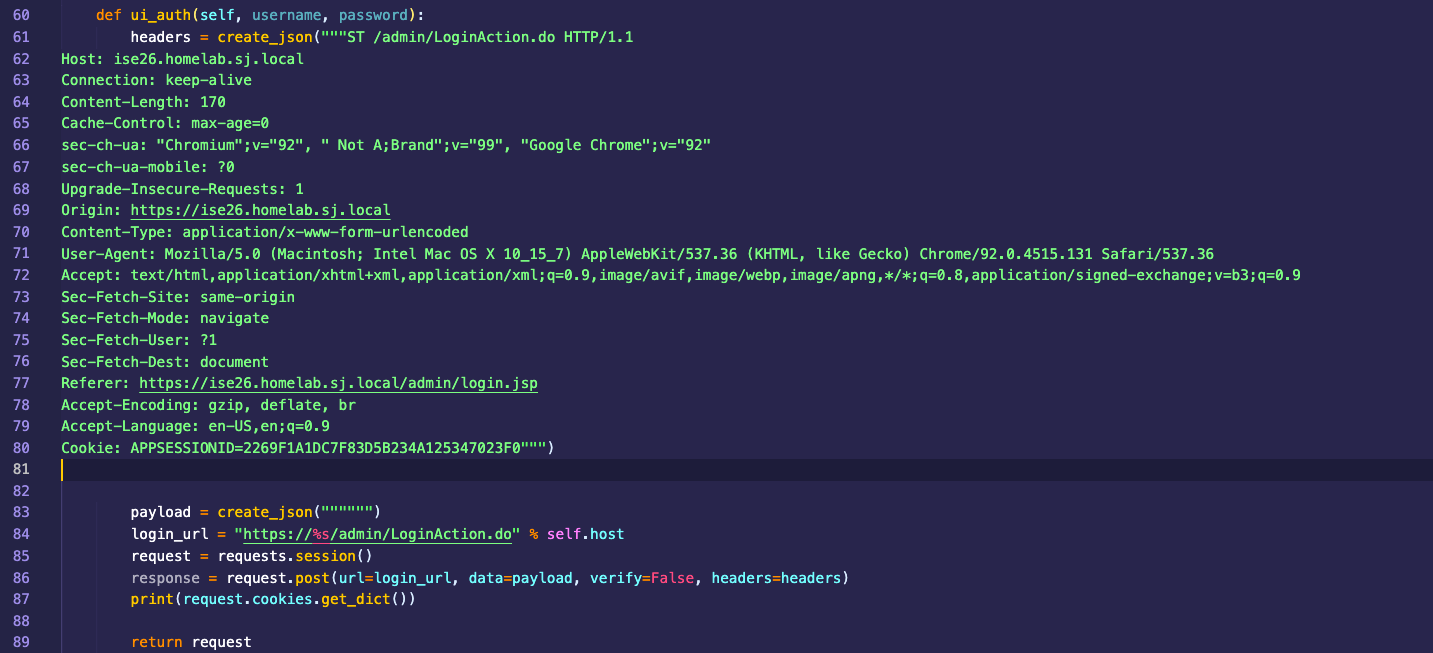 60 def ui_auth(self, username, password):
61 headers = create_json("""ST /admin/LoginAction.do HTTP/1.1
62 Host: ise26.homelab.sj.local
63 Connection: keep-alive
64 Content-Length: 170
65 Cache-Control: max-age=0
66 sec-ch-ua: "Chromium";v="92", " Not A;Brand";v="99", "Google Chrome";v="92"
67 sec-ch-ua-mobile: ?0
68 Upgrade-Insecure-Requests: 1
69 Origin: https://ise26.homelab.sj.local
70 Content-Type: application/x-www-form-urlencoded
71 User-Agent: Mozilla/5.0 (Macintosh; Intel Mac OS X 10_15_7) AppleWebKit/537.36 (KHTML, like Gecko) Chrome/92.0.4515.131 Safari/537.36
72 Accept: text/html,application/xhtml+xml,application/xml;q=0.9,image/avif,image/webp,image/apng,*/*;q=0.8,application/signed-exchange;v=b3;q=0.9
73 Sec-Fetch-Site: same-origin
74 Sec-Fetch-Mode: navigate
75 Sec-Fetch-User: ?1
76 Sec-Fetch-Dest: document
77 Referer: https://ise26.homelab.sj.local/admin/login.jsp
78 Accept-Encoding: gzip, deflate, br
79 Accept-Language: en-US,en;q=0.9
80 Cookie: APPSESSIONID=2269F1A1DC7F83D5B234A125347023F0""")
81
82
83 payload = create_json("""""")
84 login_url = "https://%s/admin/LoginAction.do" % self.host
85 request = requests.session()
86 response = request.post(url=login_url, data=payload, verify=False, headers=headers)
87 print(request.cookies.get_dict())
88
89 return request